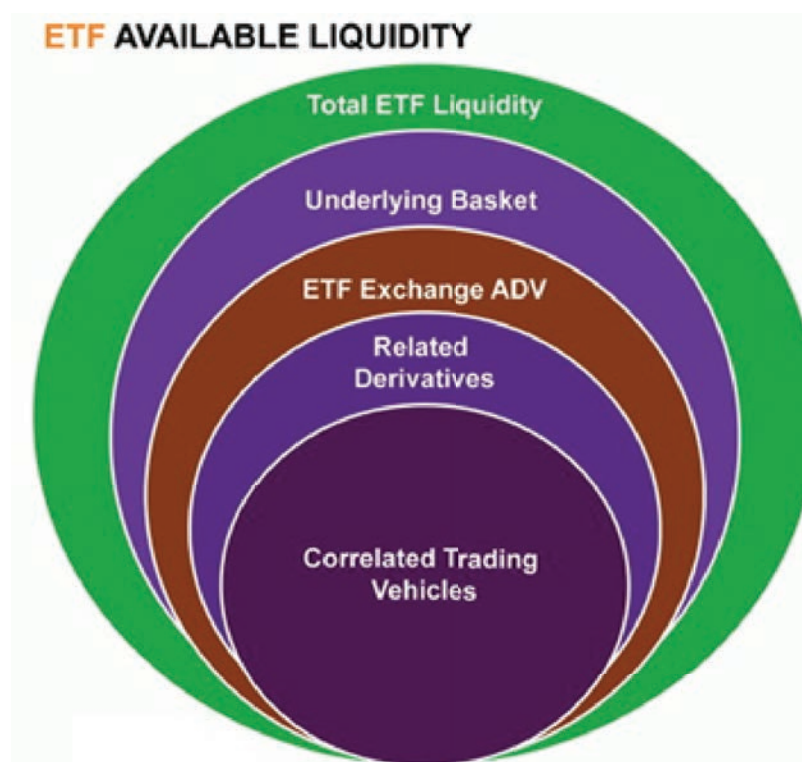 ETF AVAILABLE LIQUIDITY
Total ETF Liquidity
Underlying Basket
ETF Exchange ADV
Related
Derivatives
Correlated Trading
Vehicles